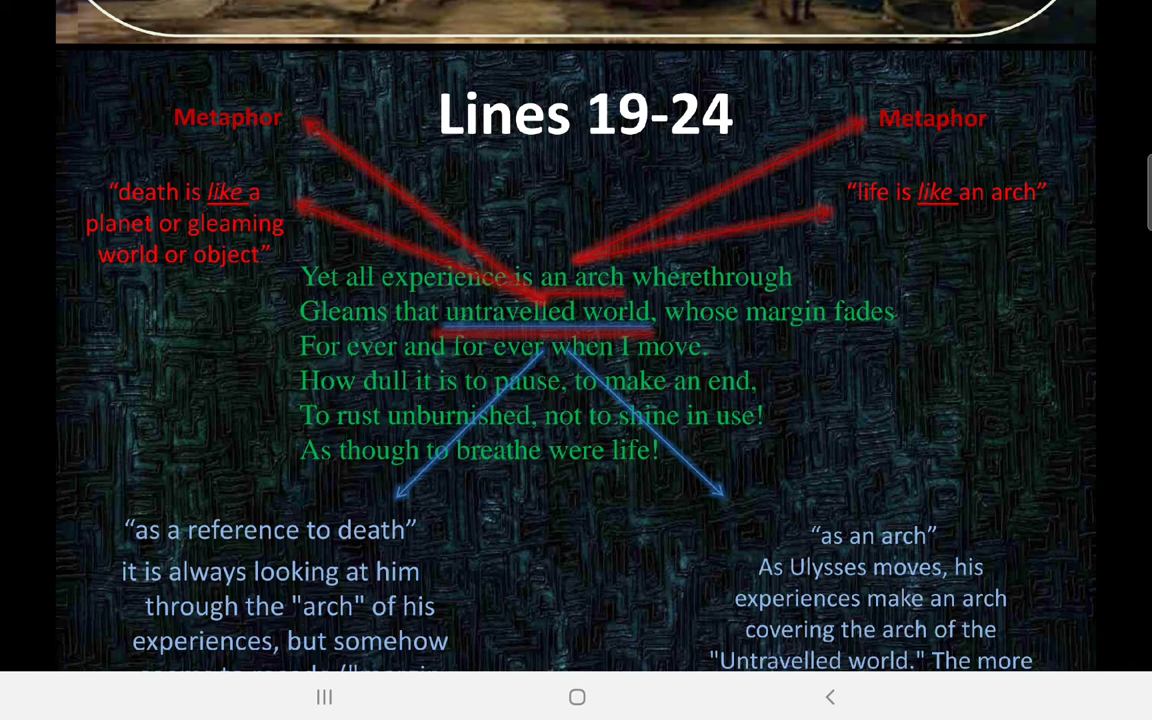 Lines 19-24
Metaphor
“death is like a
planet or gleaming
world or object”
Metaphor
“life is like an arch”
Yet all experience is an arch wherethrough
Gleams that untravelled world, whose margin fades
For ever and for ever when I move.
How dull it is to pause, to make an end,
To rust unburnished, not to shine in use!
As though to breathe were life!
“as a reference to death”
it is always looking at him
through the "arch" of his
experiences, but somehow
“as an arch”
As Ulysses moves, his
experiences make an arch
covering the arch of the
"Untravelled world." The more